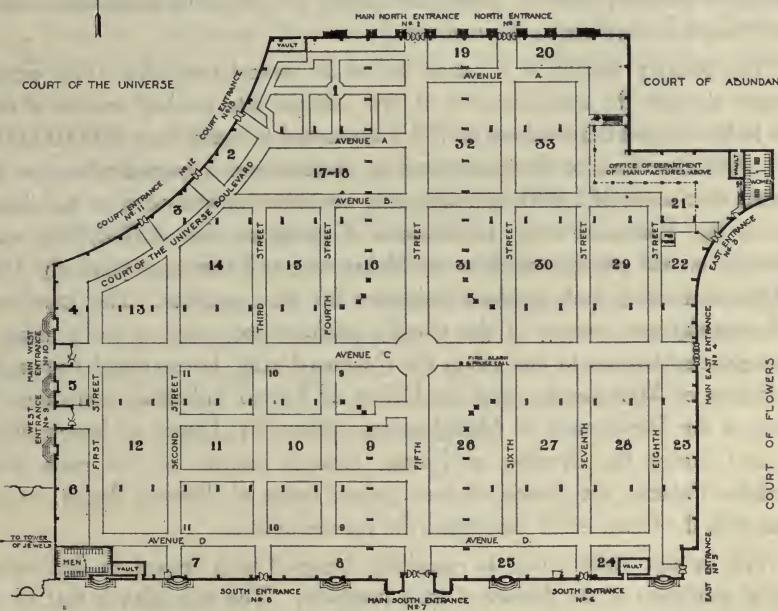 MAIN NORTH ENTRANCE
Nº 1
NORTH ENTRANCE
Nº 2
VAULT
19
20
AVENUE A
COURT OF THE UNIVERSE
COURT OF ABUNDAN
COURT ENTRANCE
Nº 13
1
2
AVENUE A
32
33
OFFICE OF DEPARTMENT
OF MANUFACTURES ABOVE
VAULT
WOMEN
Nº 12
17-18
21
COURT ENTRANCE
Nº 11
3
AVENUE B.
COURT OF THE UNIVERSE BOULEVARD
EAST ENTRANCE
Nº 3
4
13
14
THIRD STREET
15
FOURTH STREET
16
31
SIXTH STREET
30
SEVENTH STREET
29
EIGHTH STREET
22
MAIN WEST
ENTRANCE
Nº 10
AVENUE C
FIRE ALARM
& POLICE CALL
MAIN EAST ENTRANCE
Nº 4
5
WEST
ENTRANCE
Nº 9
11
10
9
FIRST STREET
12
SECOND STREET
11
10
9
FIFTH
26
SIXTH
27
SEVENTH
28
EIGHTH
23
COURT OF FLOWERS
6
11
10
9
TO TOWER
OF JEWELS
AVENUE D
AVENUE D.
MEN
VAULT
7
8
25
24
VAULT
EAST ENTRANCE
Nº 5
SOUTH ENTRANCE
Nº 8
MAIN SOUTH ENTRANCE
Nº 7
SOUTH ENTRANCE
Nº 6